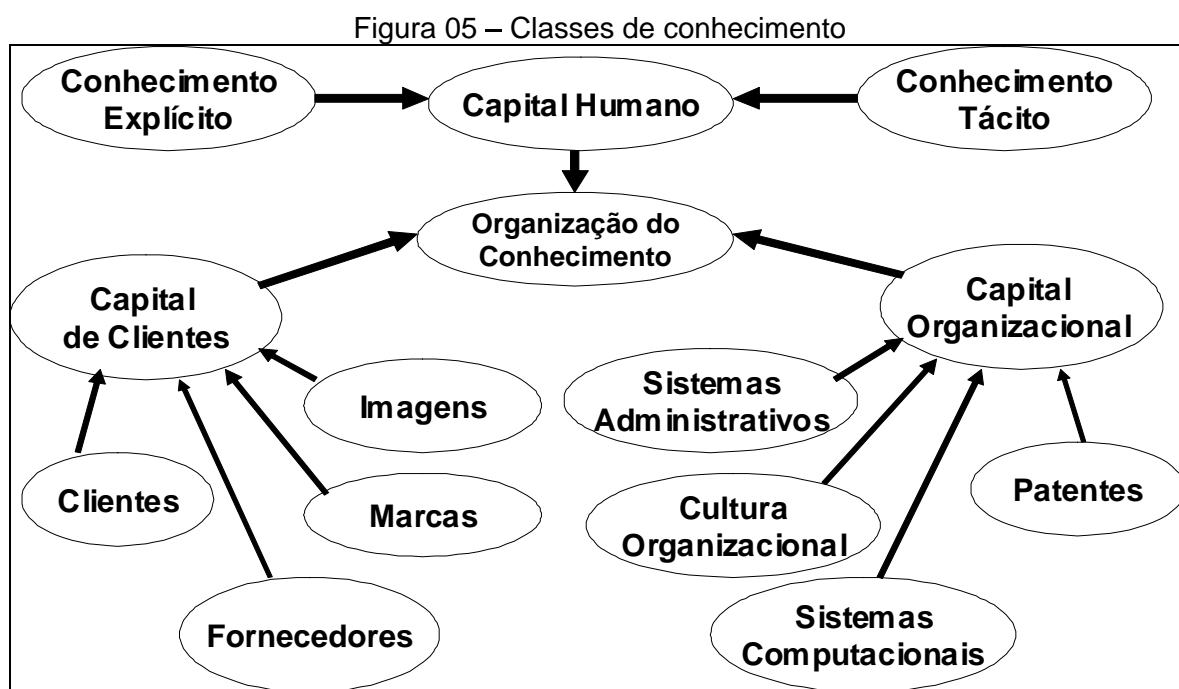 Figura 05 – Classes de conhecimento
Conhecimento
Explícito
Capital Humano
Conhecimento
Tácito
Organização do
Conhecimento
Capital
de Clientes
Capital
Organizacional
Imagens
Sistemas
Administrativos
Clientes
Marcas
Cultura
Organizacional
Patentes
Fornecedores
Sistemas
Computacionais